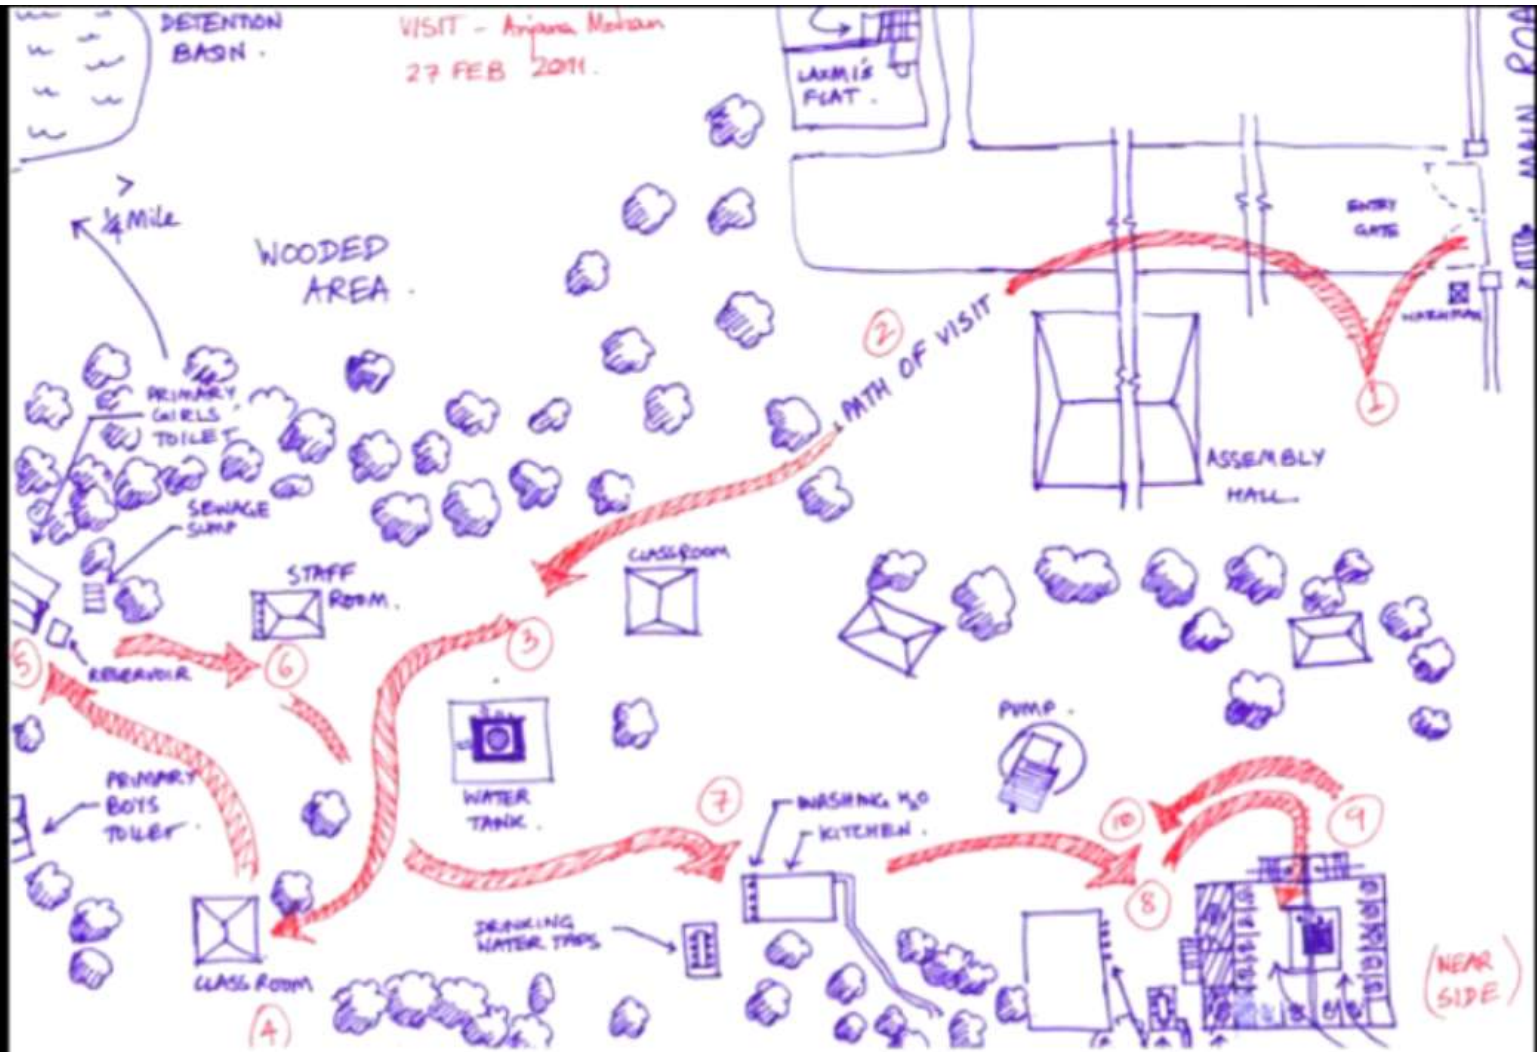 DETENTION
BASIN.
VISIT - Anjana Mohan
27 FEB 2011.
LAXMI'S
FLAT.
MAIN ROAD
> 1/4 Mile
WOODED
AREA.
ENTRY
GATE
2
PATH OF VISIT
1
PRIMARY
GIRLS
TOILET
ASSEMBLY
HALL
SEWAGE
SUMP
CLASSROOM
STAFF
ROOM.
3
5
6
RESERVOIR
PUMP.
PRIMARY
BOYS
TOILET.
WATER
TANK.
7
WASHING H2O
KITCHEN.
10
9
8
DRINKING
WATER TAPS
CLASSROOM
4
(NEAR
SIDE)